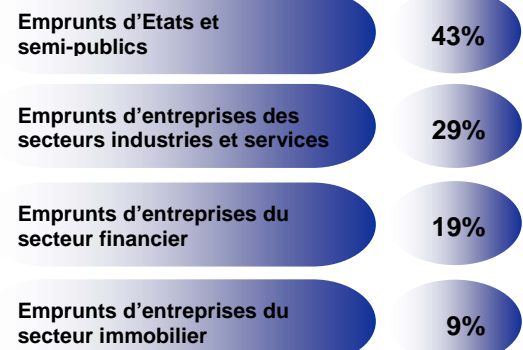 Emprunts d'Etats et
semi-publics
43%
Emprunts d'entreprises des
secteurs industries et services
29%
Emprunts d'entreprises du
secteur financier
19%
Emprunts d'entreprises du
secteur immobilier
9%